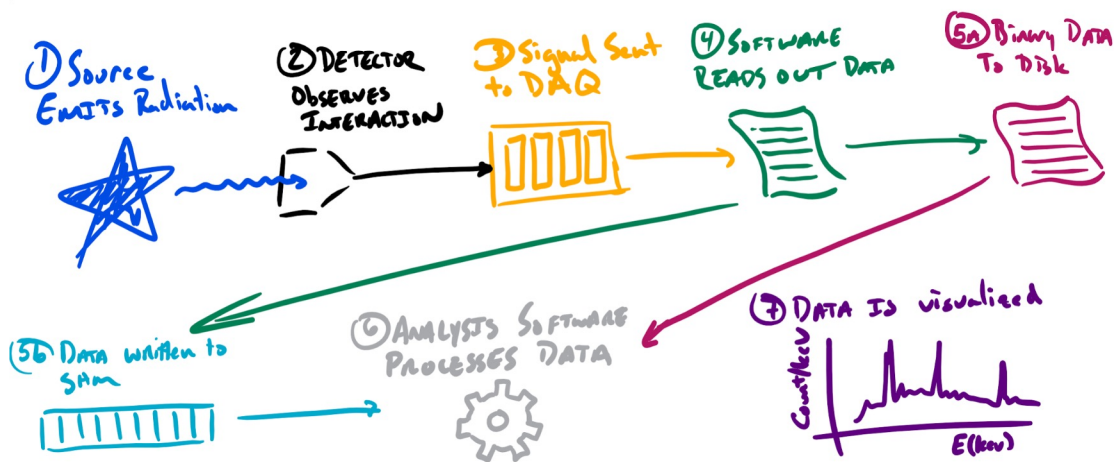 ① Source
Emits Radiation
② DETECTOR
OBSERVES
INTERACTION
③ Signal Sent
to DAQ
④ SOFTWARE
READS OUT DATA
5a Binary DATA
To Disk
5b DATA written to
SHM
⑥ ANALYSIS SOFTWARE
PROCESSES DATA
⑦ DATA Is visualized
Count/keV
E(keV)